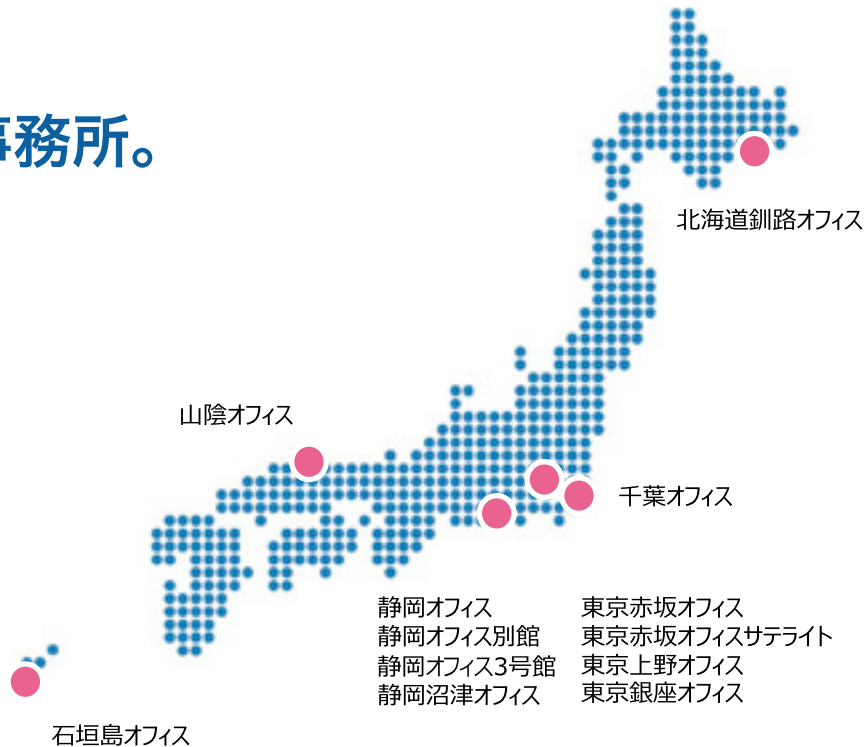 事務所。
北海道釧路オフィス
山陰オフィス
千葉オフィス
静岡オフィス
静岡オフィス別館
静岡オフィス3号館
静岡沼津オフィス
東京赤坂オフィス
東京赤坂オフィスサテライト
東京上野オフィス
東京銀座オフィス
石垣島オフィス